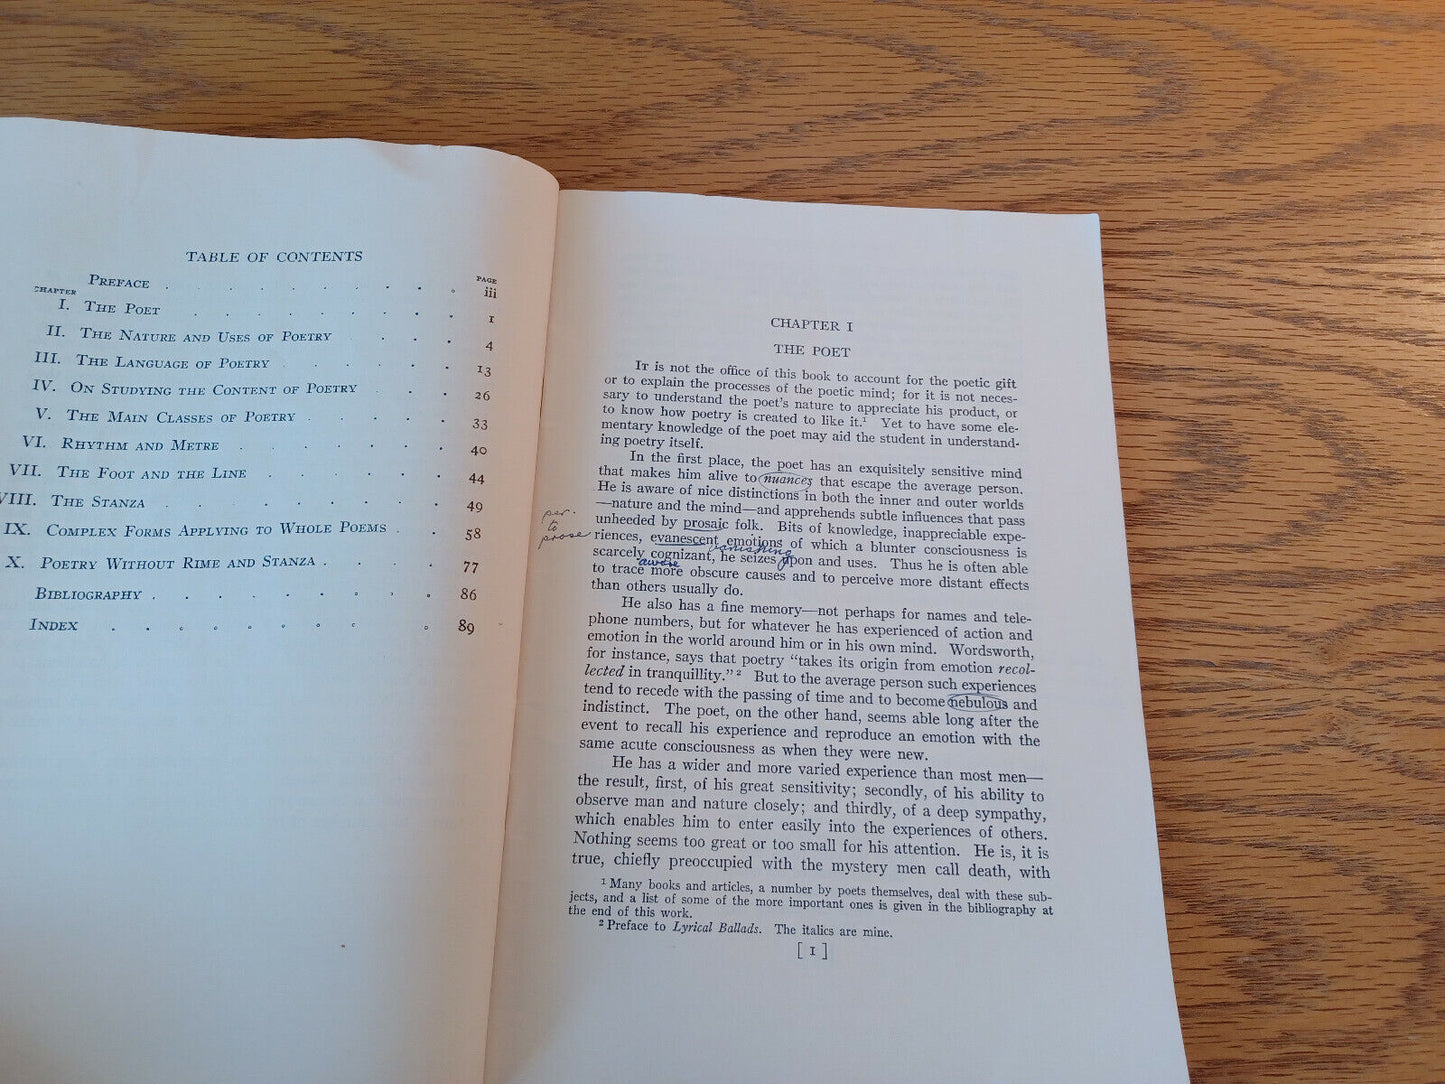 TABLE OF CONTENTS
PAGE
PREFACE . . . . . . . . . . iii
CHAPTER
I. THE POET . . . . . . . . . 1
II. THE NATURE AND USES OF POETRY . . . . 4
III. THE LANGUAGE OF POETRY . . . . . . 13
IV. ON STUDYING THE CONTENT OF POETRY . . . 26
V. THE MAIN CLASSES OF POETRY . . . . . 33
VI. RHYTHM AND METRE . . . . . . . 40
VII. THE FOOT AND THE LINE . . . . . . 44
VIII. THE STANZA . . . . . . . . 49
IX. COMPLEX FORMS APPLYING TO WHOLE POEMS . . 58
X. POETRY WITHOUT RIME AND STANZA . . . . 77
BIBLIOGRAPHY . . . . . . . . . 86
INDEX . . . . . . . . . . 89
CHAPTER I
THE POET
IT is not the office of this book to account for the poetic gift
or to explain the processes of the poetic mind; for it is not neces-
sary to understand the poet's nature to appreciate his product, or
to know how poetry is created to like it.¹ Yet to have some ele-
mentary knowledge of the poet may aid the student in understand-
ing poetry itself.
In the first place, the poet has an exquisitely sensitive mind
that makes him alive to nuances that escape the average person.
He is aware of nice distinctions in both the inner and outer worlds
—nature and the mind—and apprehends subtle influences that pass
per.
to
prose
unheeded by prosaic folk. Bits of knowledge, inappreciable expe-
riences, evanescent emotions of which a blunter consciousness is
vanishing
scarcely cognizant, he seizes upon and uses. Thus he is often able
aware
to trace more obscure causes and to perceive more distant effects
than others usually do.
He also has a fine memory—not perhaps for names and tele-
phone numbers, but for whatever he has experienced of action and
emotion in the world around him or in his own mind. Wordsworth,
for instance, says that poetry "takes its origin from emotion recol-
lected in tranquillity."² But to the average person such experiences
tend to recede with the passing of time and to become nebulous and
indistinct. The poet, on the other hand, seems able long after the
event to recall his experience and reproduce an emotion with the
same acute consciousness as when they were new.
He has a wider and more varied experience than most men—
the result, first, of his great sensitivity; secondly, of his ability to
observe man and nature closely; and thirdly, of a deep sympathy,
which enables him to enter easily into the experiences of others.
Nothing seems too great or too small for his attention. He is, it is
true, chiefly preoccupied with the mystery men call death, with
¹ Many books and articles, a number by poets themselves, deal with these sub-
jects, and a list of some of the more important ones is given in the bibliography at
the end of this work.
² Preface to Lyrical Ballads. The italics are mine.
[ 1 ]